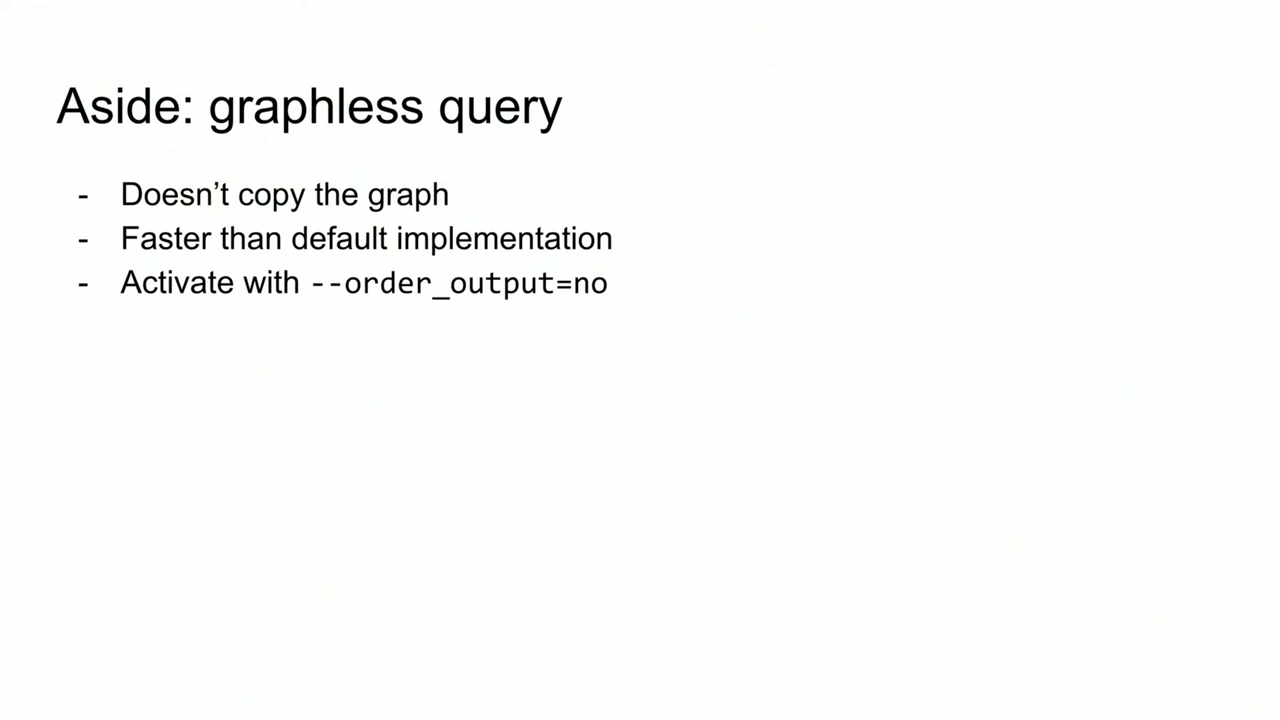 Aside: graphless query
- Doesn’t copy the graph
- Faster than default implementation
- Activate with --order_output=no